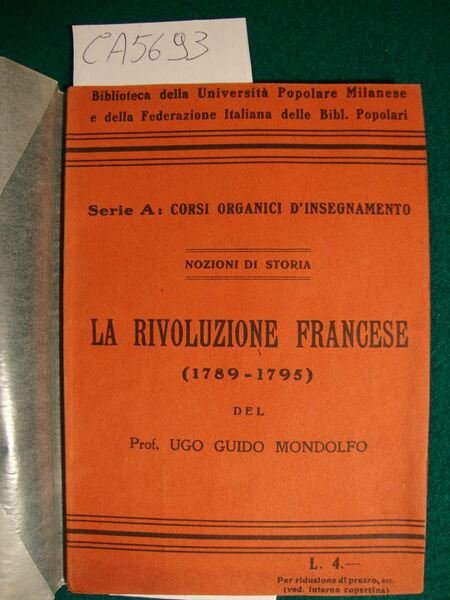 CA5693
Biblioteca della Università Popolare Milanese
e della Federazione Italiana delle Bibl. Popolari
Serie A: CORSI ORGANICI D'INSEGNAMENTO
NOZIONI DI STORIA
LA RIVOLUZIONE FRANCESE
(1789-1795)
DEL
Prof. UGO GUIDO MONDOLFO
L. 4.—
Per riduzione di prezzo, ecc.
(ved. interno copertina)